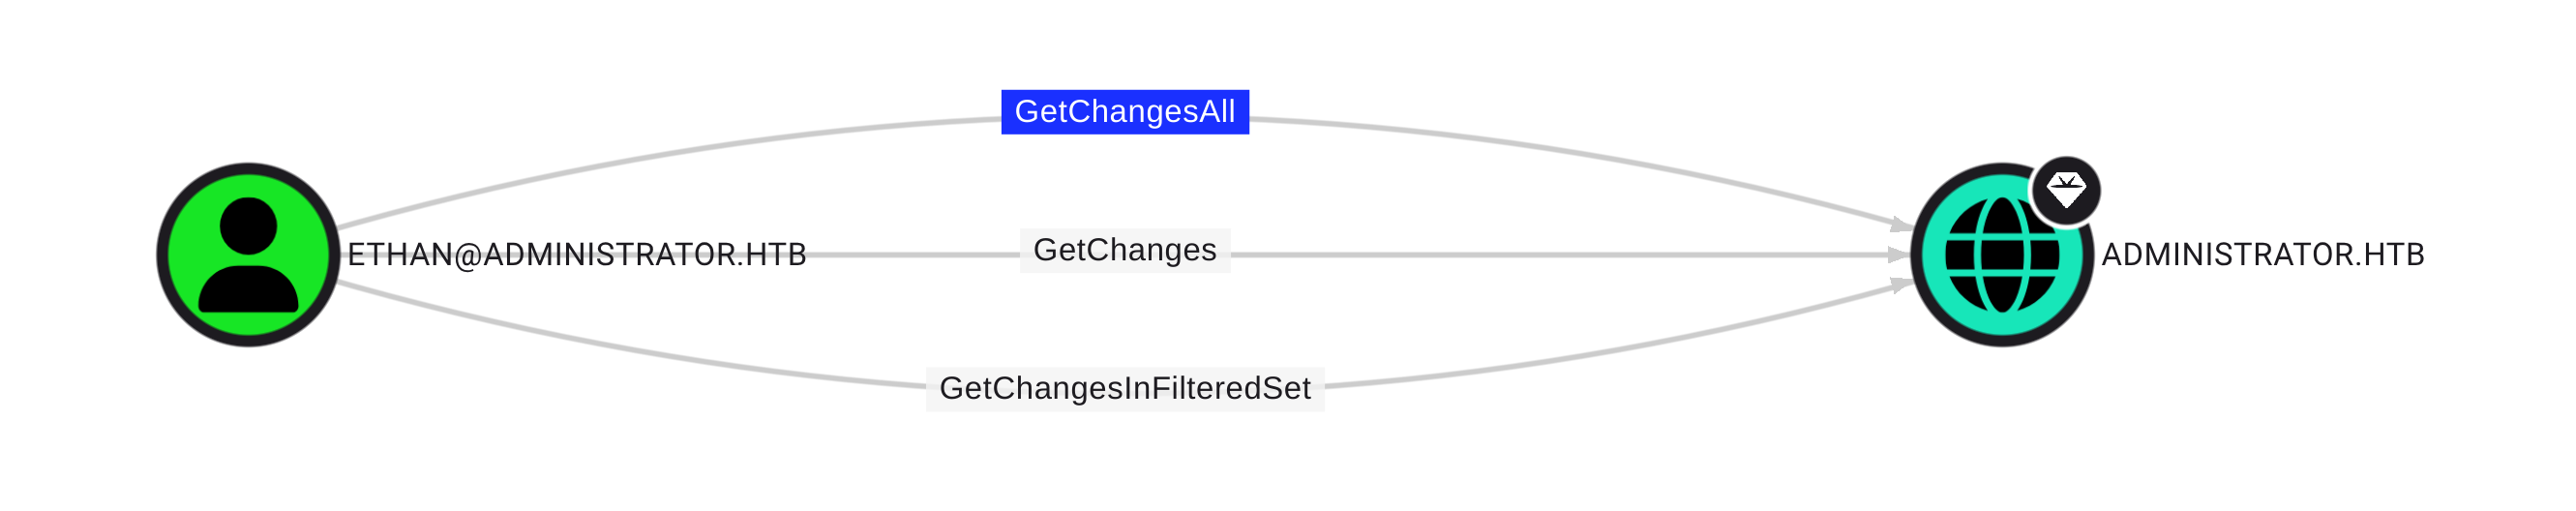 GetChangesAll
ETHAN@ADMINISTRATOR.HTB
GetChanges
ADMINISTRATOR.HTB
GetChangesInFilteredSet